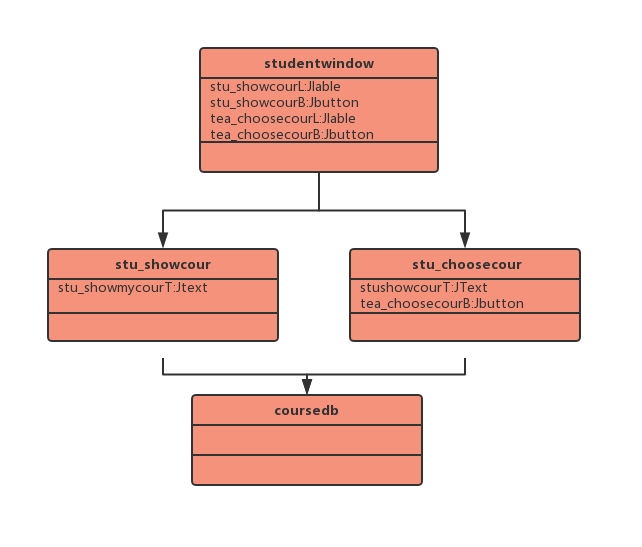 studentwindow
stu_showcourL:Jlable
stu_showcourB:Jbutton
tea_choosecourL:Jlable
tea_choosecourB:Jbutton
stu_showcour
stu_showmycourT:Jtext
stu_choosecour
stushowcourT:JText
tea_choosecourB:Jbutton
coursedb